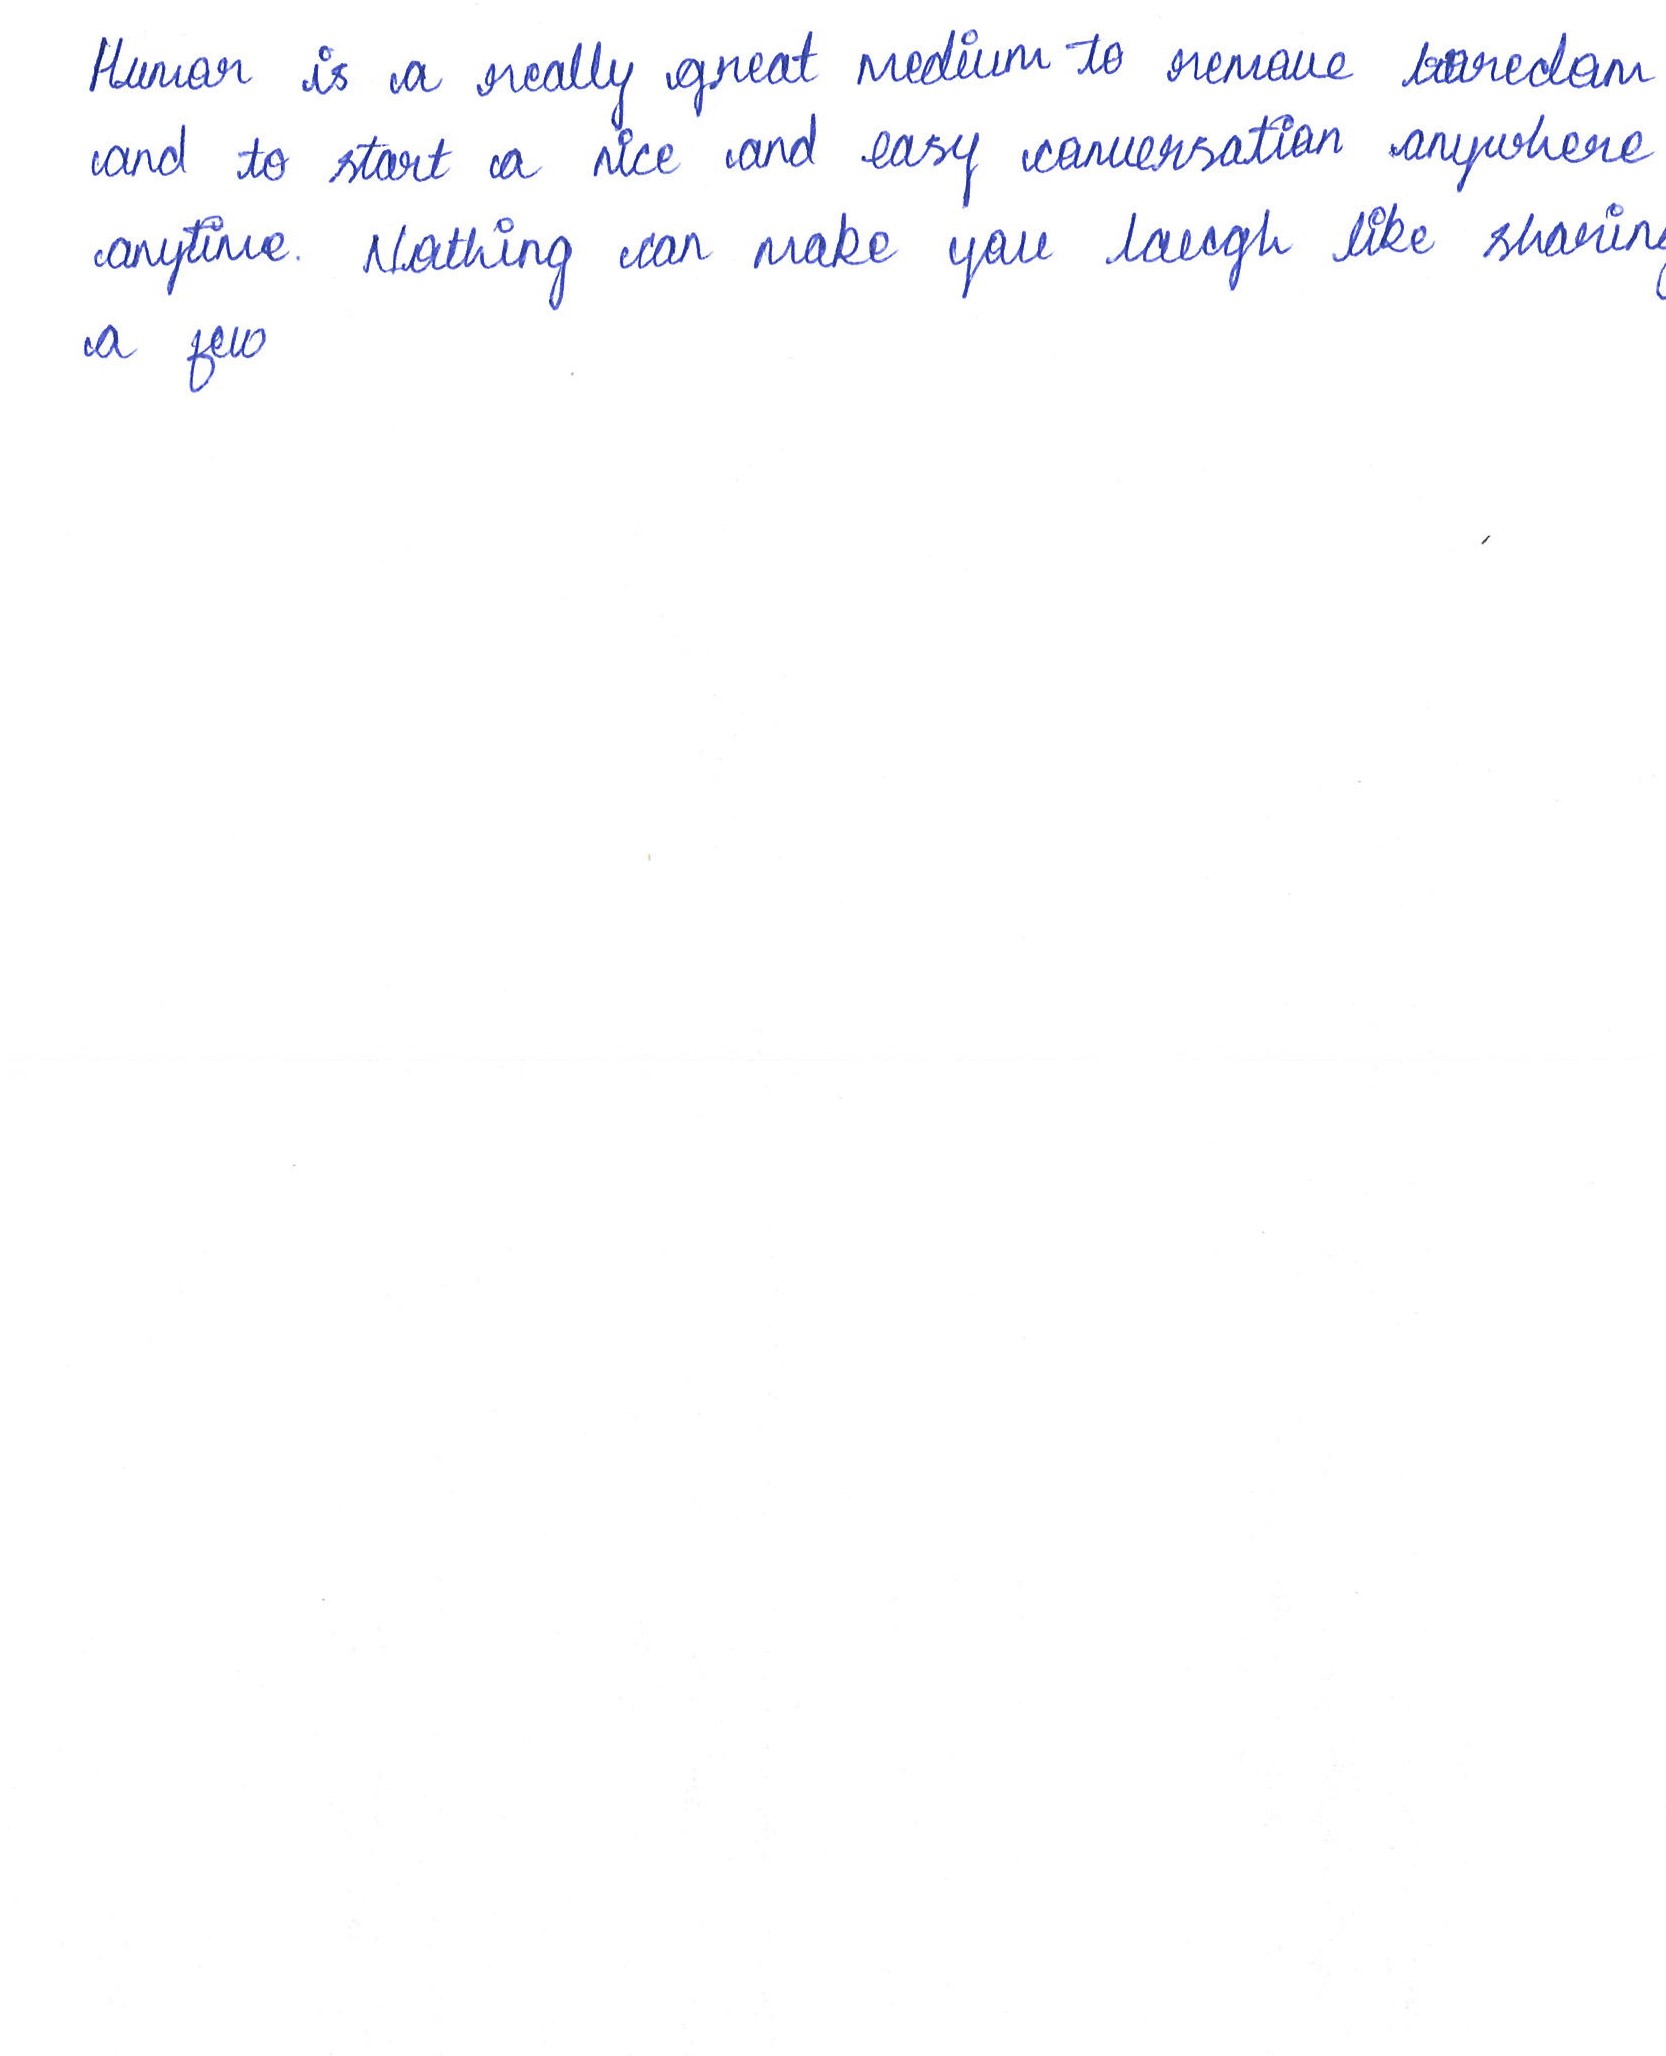 Humor is a really great medium to remove boredom
and to start a nice and easy conversation anywhere
anytime. Nothing can make you laugh like sharing
a few